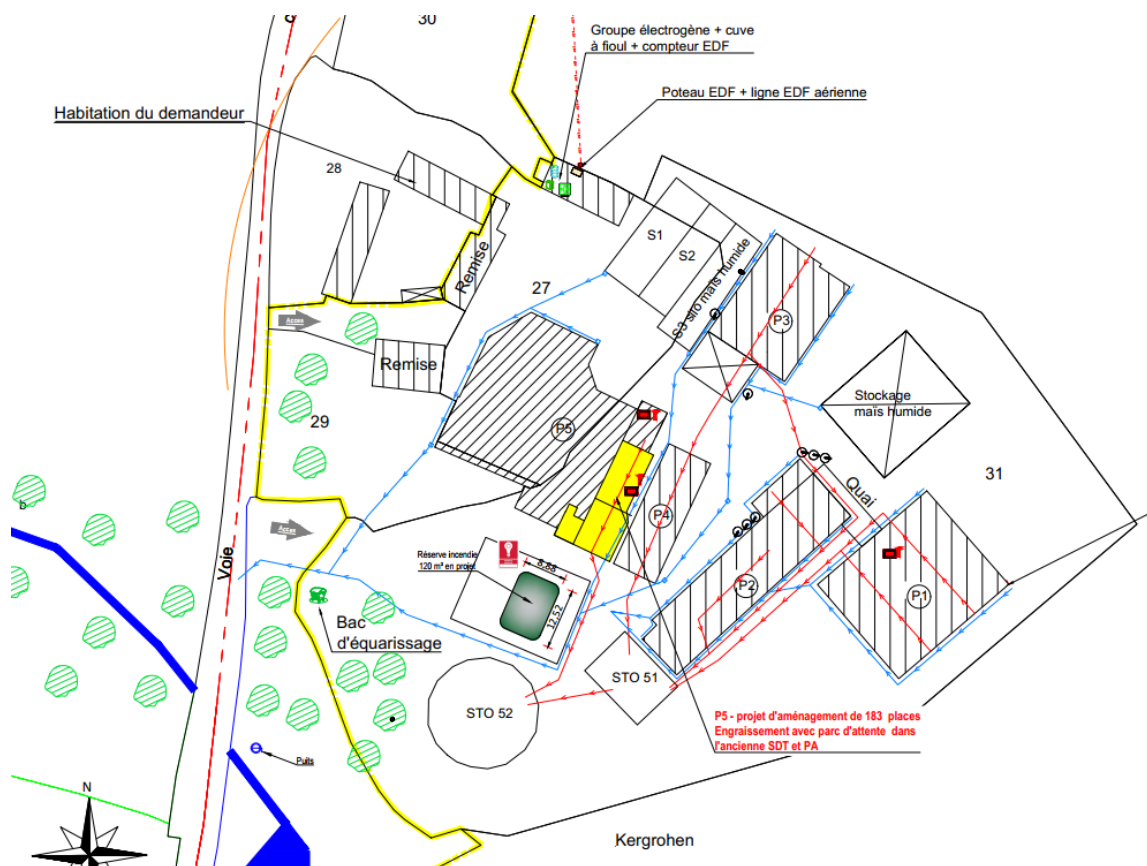 30
Groupe électrogène + cuve
à fioul + compteur EDF
Poteau EDF + ligne EDF aérienne
Habitation du demandeur
28
S1
S2
S3 silo maïs humide
Remise
27
P3
Acces
Remise
Stockage
maïs humide
29
P5
31
Quai
P4
b
Acces
Voie
Réserve incendie
120 m³ en projet
8,88
12,52
P2
P1
Bac
d'équarissage
STO 51
STO 52
P5 - projet d'aménagement de 183 places
Engraissement avec parc d'attente dans
l'ancienne SDT et PA
Puits
N
Kergrohen